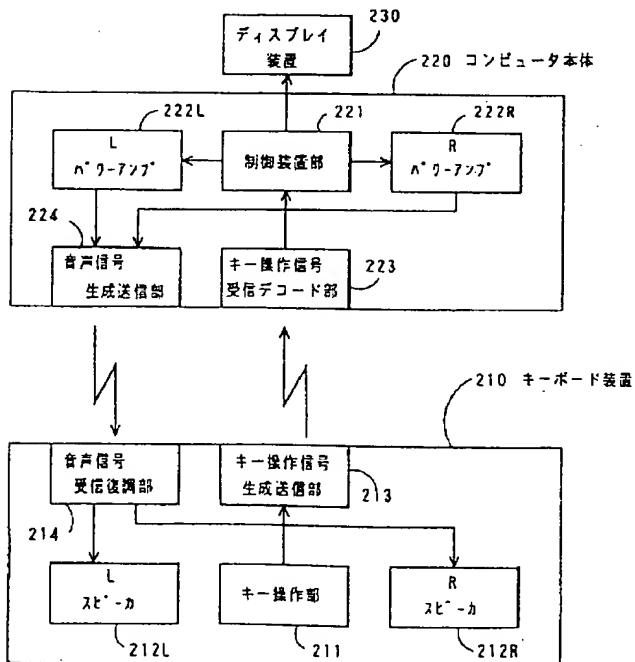 ディスプレイ
装置
230
220 コンピュータ本体
222L
221
222R
L
パワーアンプ
制御装置部
R
パワーアンプ
224
音声信号
生成送信部
キー操作信号
受信デコード部
223
210 キーボード装置
音声信号
受信復調部
キー操作信号
生成送信部
213
214
L
スピーカ
キー操作部
R
スピーカ
212L
211
212R